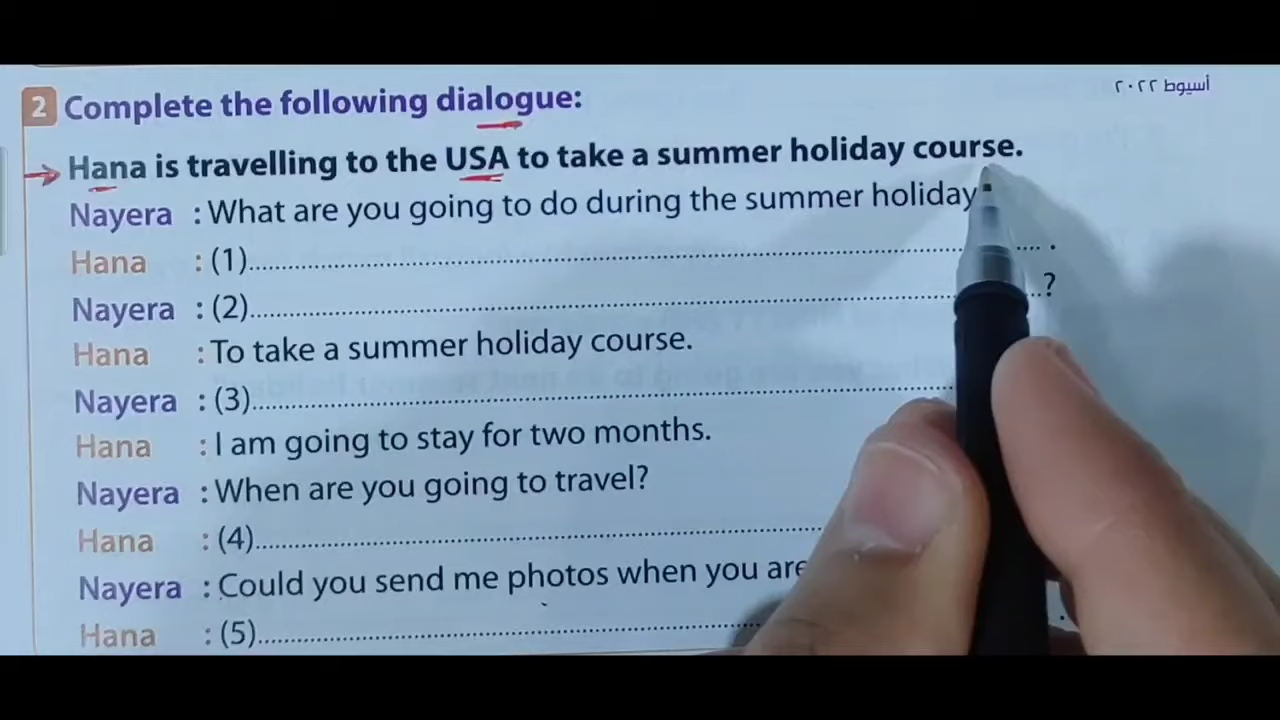 أسيوط ٢٠٢٢
2 Complete the following dialogue:
Hana is travelling to the USA to take a summer holiday course.
Nayera : What are you going to do during the summer holiday
Hana : (1)................................................ .
Nayera : (2)................................................?
Hana : To take a summer holiday course.
Nayera : (3)................................................
Hana : I am going to stay for two months.
Nayera : When are you going to travel?
Hana : (4)................................................
Nayera : Could you send me photos when you are
Hana : (5)................................................ .